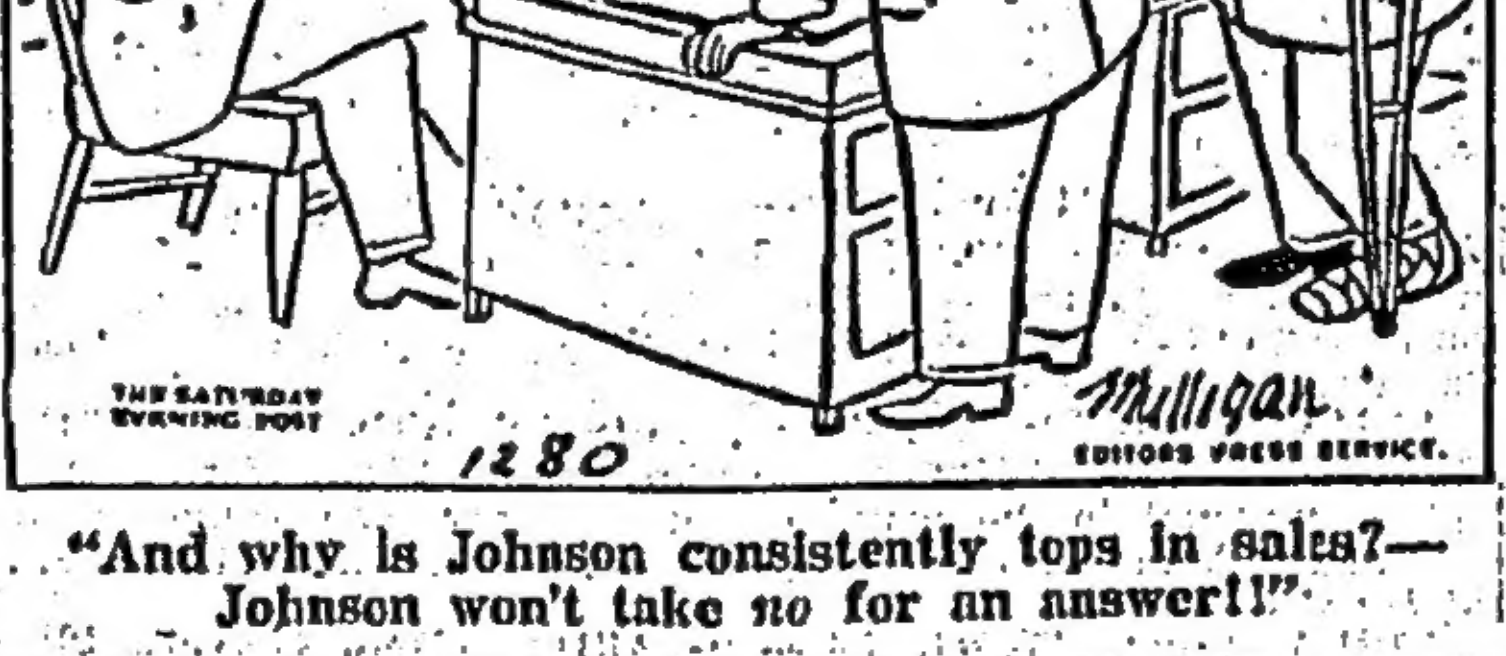 THE SATURDAY
EVENING POST
1280
Milligan
EDITORS PRESS SERVICE.
“And why is Johnson consistently tops in sales?—
Johnson won't take no for an answer!!”